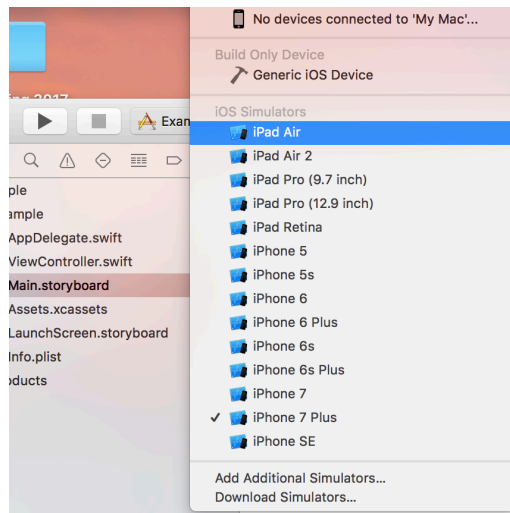 No devices connected to 'My Mac'...
Build Only Device
Generic iOS Device
iOS Simulators
iPad Air
iPad Air 2
iPad Pro (9.7 inch)
iPad Pro (12.9 inch)
iPad Retina
iPhone 5
iPhone 5s
iPhone 6
iPhone 6 Plus
iPhone 6s
iPhone 6s Plus
iPhone 7
✓ iPhone 7 Plus
iPhone SE
Add Additional Simulators...
Download Simulators...
2017
Exam
ple
ample
AppDelegate.swift
ViewController.swift
Main.storyboard
Assets.xcassets
LaunchScreen.storyboard
Info.plist
oducts